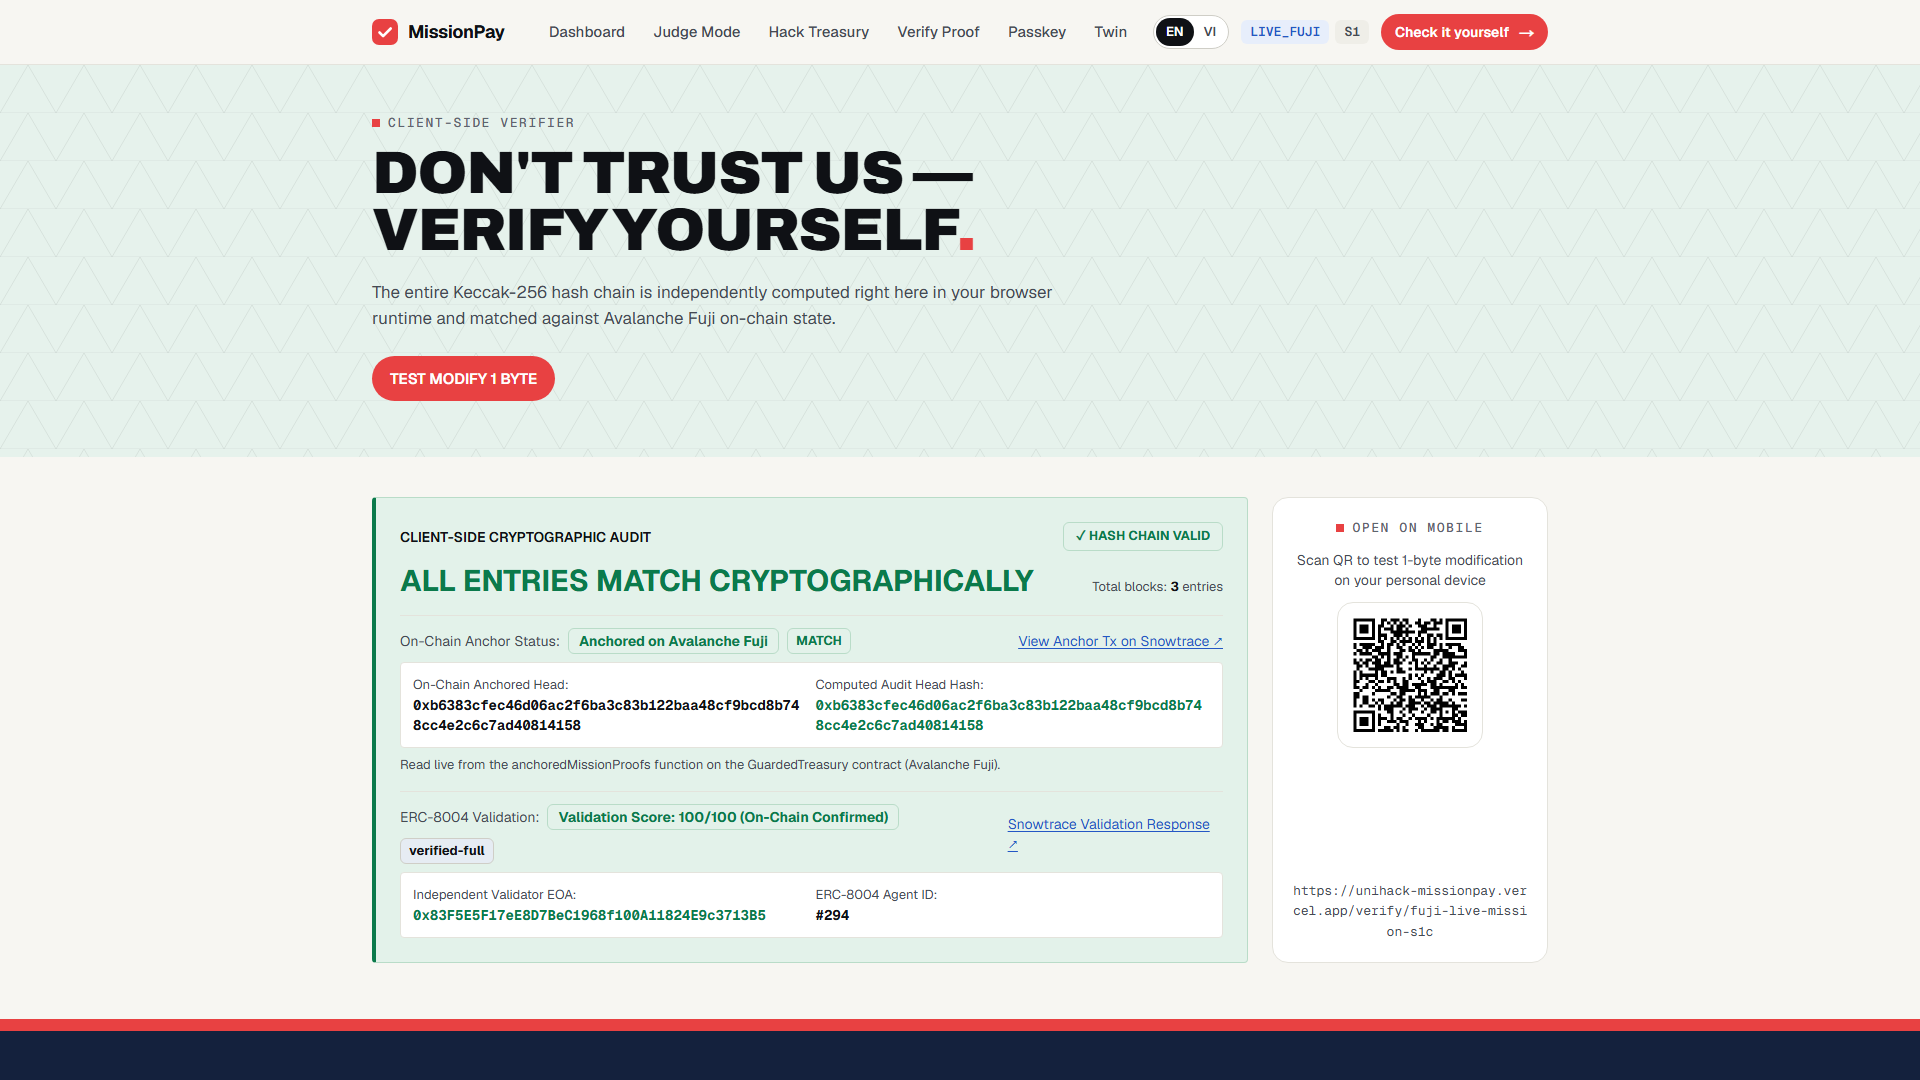 MissionPay
Dashboard
Judge Mode
Hack Treasury
Verify Proof
Passkey
Twin
EN
VI
LIVE_FUJI
S1
Check it yourself →
CLIENT-SIDE VERIFIER
DON'T TRUST US —
VERIFY YOURSELF.
The entire Keccak-256 hash chain is independently computed right here in your browser
runtime and matched against Avalanche Fuji on-chain state.
TEST MODIFY 1 BYTE
CLIENT-SIDE CRYPTOGRAPHIC AUDIT
✓ HASH CHAIN VALID
ALL ENTRIES MATCH CRYPTOGRAPHICALLY
Total blocks: 3 entries
On-Chain Anchor Status: Anchored on Avalanche Fuji MATCH
View Anchor Tx on Snowtrace ↗
On-Chain Anchored Head:
0xb6383cfec46d06ac2f6ba3c83b122baa48cf9bcd8b74
8cc4e2c6c7ad40814158
Computed Audit Head Hash:
0xb6383cfec46d06ac2f6ba3c83b122baa48cf9bcd8b74
8cc4e2c6c7ad40814158
Read live from the anchoredMissionProofs function on the GuardedTreasury contract (Avalanche Fuji).
ERC-8004 Validation: Validation Score: 100/100 (On-Chain Confirmed)
verified-full
Snowtrace Validation Response
↗
Independent Validator EOA:
0x83F5E5F17eE8D7BeC1968f100A11824E9c3713B5
ERC-8004 Agent ID:
#294
OPEN ON MOBILE
Scan QR to test 1-byte modification
on your personal device
https://unihack-missionpay.ver
cel.app/verify/fuji-live-missi
on-s1c